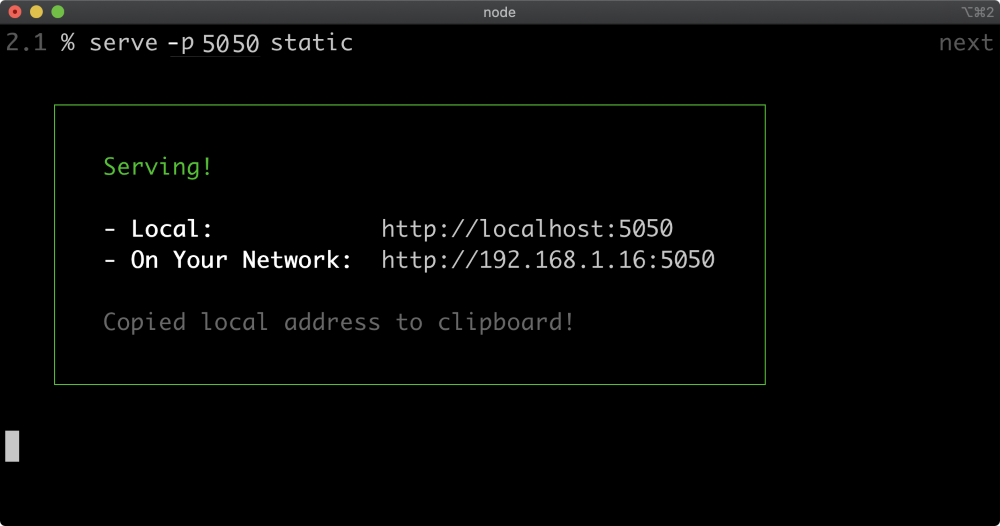 node ⌥⌘2
2.1 % serve -p 5050 static next
Serving!
- Local: http://localhost:5050
- On Your Network: http://192.168.1.16:5050
Copied local address to clipboard!